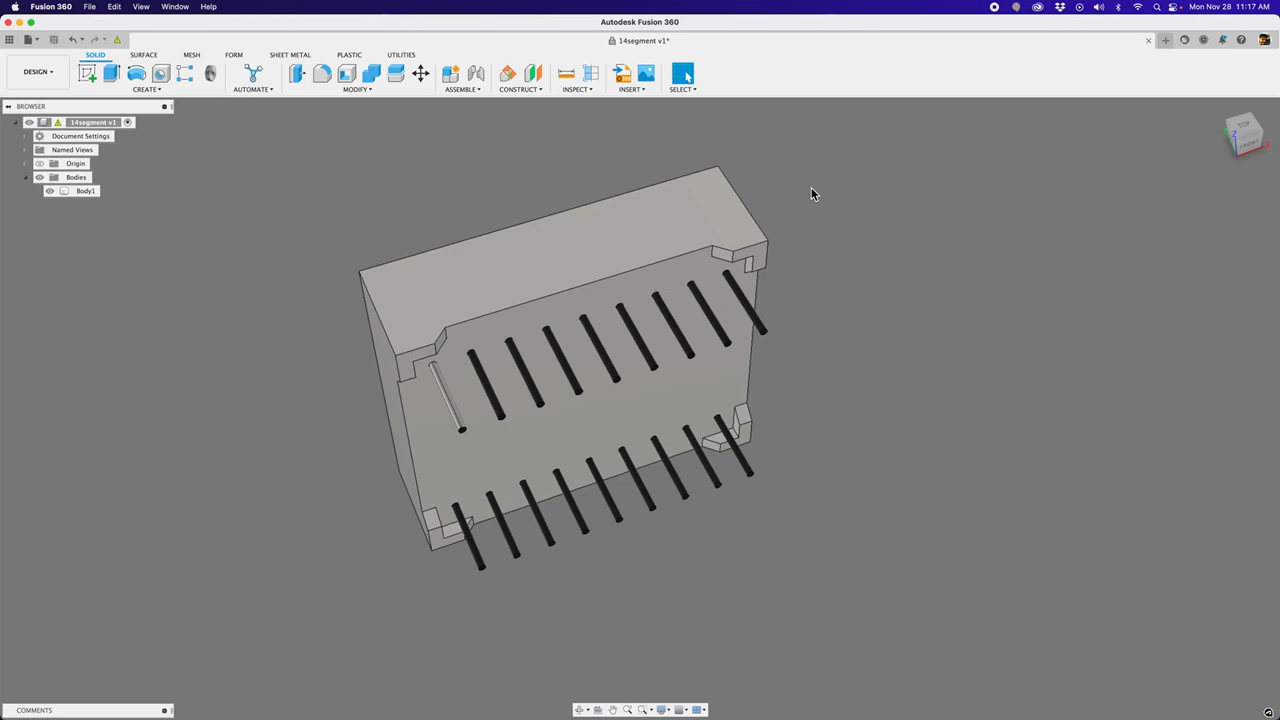 Fusion 360 File Edit View Window Help Mon Nov 28 11:17 AM
Autodesk Fusion 360
14segment v1*
SOLID SURFACE MESH FORM SHEET METAL PLASTIC UTILITIES
DESIGN
CREATE AUTOMATE MODIFY ASSEMBLE CONSTRUCT INSPECT INSERT SELECT
BROWSER
14segment v1
Document Settings
Named Views
Origin
Bodies
Body1
TOP
Z
FRONT
X
COMMENTS